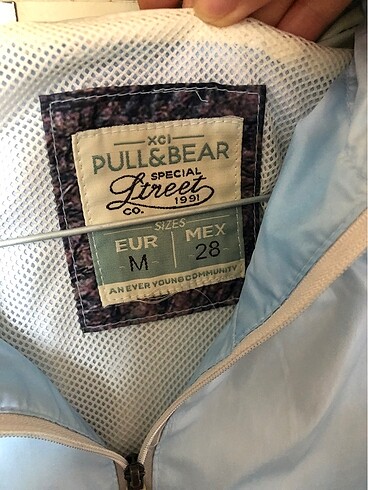 XCI
PULL&BEAR
SPECIAL
Street
CO. 1991
SIZES
EUR MEX
M 28
AN EVER YOUNG COMMUNITY